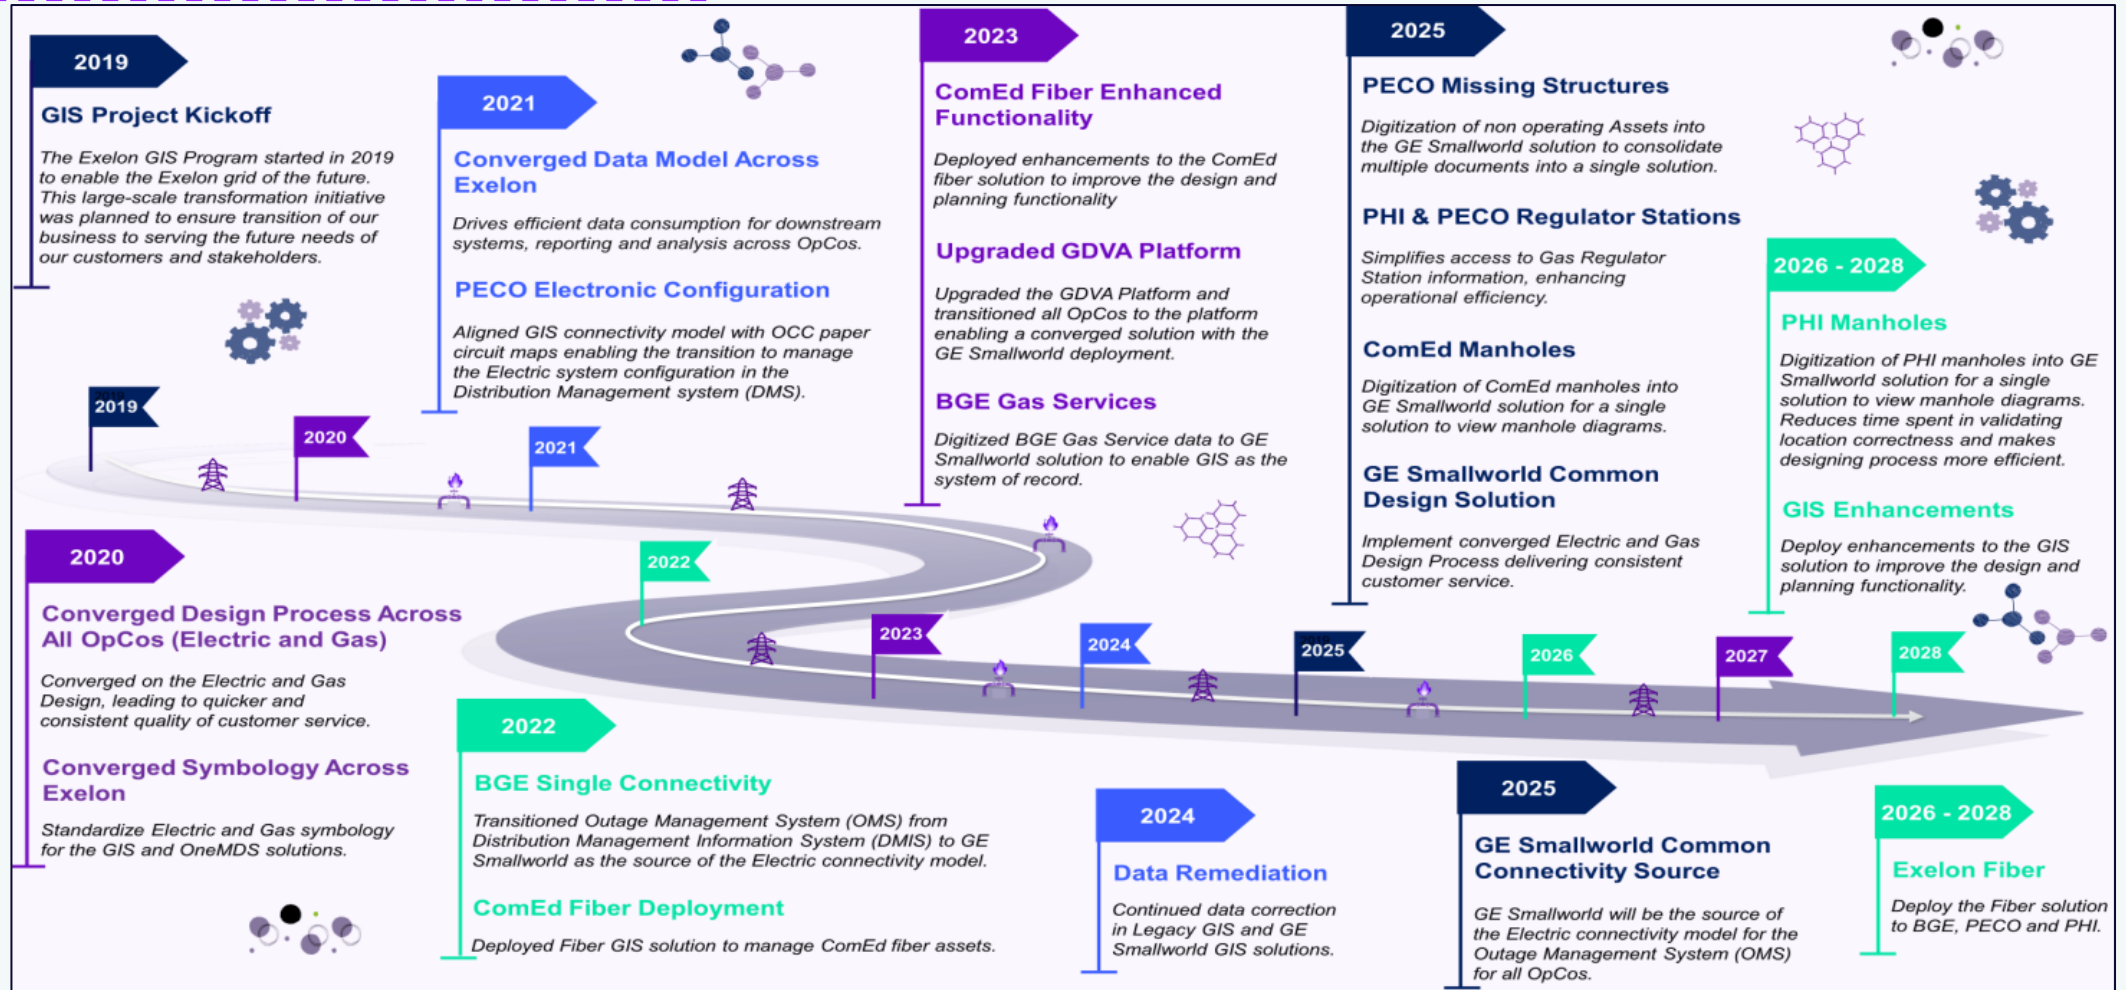 2019
GIS Project Kickoff
The Exelon GIS Program started in 2019
to enable the Exelon grid of the future.
This large-scale transformation initiative
was planned to ensure transition of our
business to serving the future needs of
our customers and stakeholders.
2021
Converged Data Model Across
Exelon
Drives efficient data consumption for downstream
systems, reporting and analysis across OpCos.
PECO Electronic Configuration
Aligned GIS connectivity model with OCC paper
circuit maps enabling the transition to manage
the Electric system configuration in the
Distribution Management system (DMS).
2023
ComEd Fiber Enhanced
Functionality
Deployed enhancements to the ComEd
fiber solution to improve the design and
planning functionality
Upgraded GDVA Platform
Upgraded the GDVA Platform and
transitioned all OpCos to the platform
enabling a converged solution with the
GE Smallworld deployment.
BGE Gas Services
Digitized BGE Gas Service data to GE
Smallworld solution to enable GIS as the
system of record.
2025
PECO Missing Structures
Digitization of non operating Assets into
the GE Smallworld solution to consolidate
multiple documents into a single solution.
PHI & PECO Regulator Stations
Simplifies access to Gas Regulator
Station information, enhancing
operational efficiency.
ComEd Manholes
Digitization of ComEd manholes into
GE Smallworld solution for a single
solution to view manhole diagrams.
GE Smallworld Common
Design Solution
Implement converged Electric and Gas
Design Process delivering consistent
customer service.
2026 - 2028
PHI Manholes
Digitization of PHI manholes into GE
Smallworld solution for a single
solution to view manhole diagrams.
Reduces time spent in validating
location correctness and makes
designing process more efficient.
GIS Enhancements
Deploy enhancements to the GIS
solution to improve the design and
planning functionality.
2019
2019
2020
2021
2022
2023
2024
2019
2025
2026
2027
2028
2020
Converged Design Process Across
All OpCos (Electric and Gas)
Converged on the Electric and Gas
Design, leading to quicker and
consistent quality of customer service.
Converged Symbology Across
Exelon
Standardize Electric and Gas symbology
for the GIS and OneMDS solutions.
2022
BGE Single Connectivity
Transitioned Outage Management System (OMS) from
Distribution Management Information System (DMIS) to GE
Smallworld as the source of the Electric connectivity model.
ComEd Fiber Deployment
Deployed Fiber GIS solution to manage ComEd fiber assets.
2024
Data Remediation
Continued data correction
in Legacy GIS and GE
Smallworld GIS solutions.
2025
GE Smallworld Common
Connectivity Source
GE Smallworld will be the source of
the Electric connectivity model for the
Outage Management System (OMS)
for all OpCos.
2026 - 2028
Exelon Fiber
Deploy the Fiber solution
to BGE, PECO and PHI.